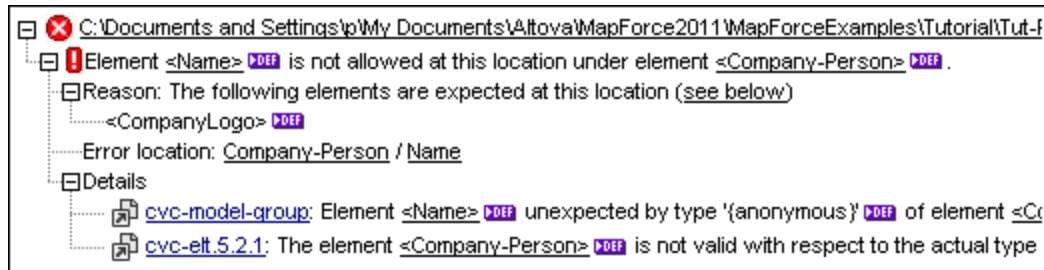 C:\Documents and Settings\p\My Documents\Altova\MapForce2011\MapForceExamples\Tutorial\Tut-
Element <Name> DEF is not allowed at this location under element <Company-Person> DEF .
Reason: The following elements are expected at this location (see below)
<CompanyLogo> DEF
Error location: Company-Person / Name
Details
cvc-model-group: Element <Name> DEF unexpected by type '{anonymous}' DEF of element <Co
cvc-elt.5.2.1: The element <Company-Person> DEF is not valid with respect to the actual type